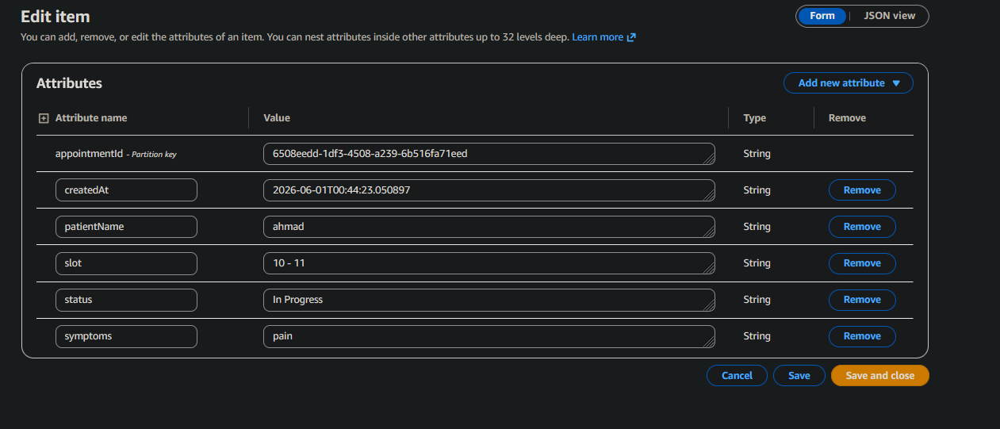 Edit item
Form | JSON view
You can add, remove, or edit the attributes of an item. You can nest attributes inside other attributes up to 32 levels deep. Learn more
Attributes
Add new attribute
Attribute name Value Type Remove
appointmentId - Partition key 6508eedd-1df3-4508-a239-6b516fa71eed String
createdAt 2026-06-01T00:44:23.050897 String Remove
patientName ahmad String Remove
slot 10 - 11 String Remove
status In Progress String Remove
symptoms pain String Remove
Cancel Save Save and close